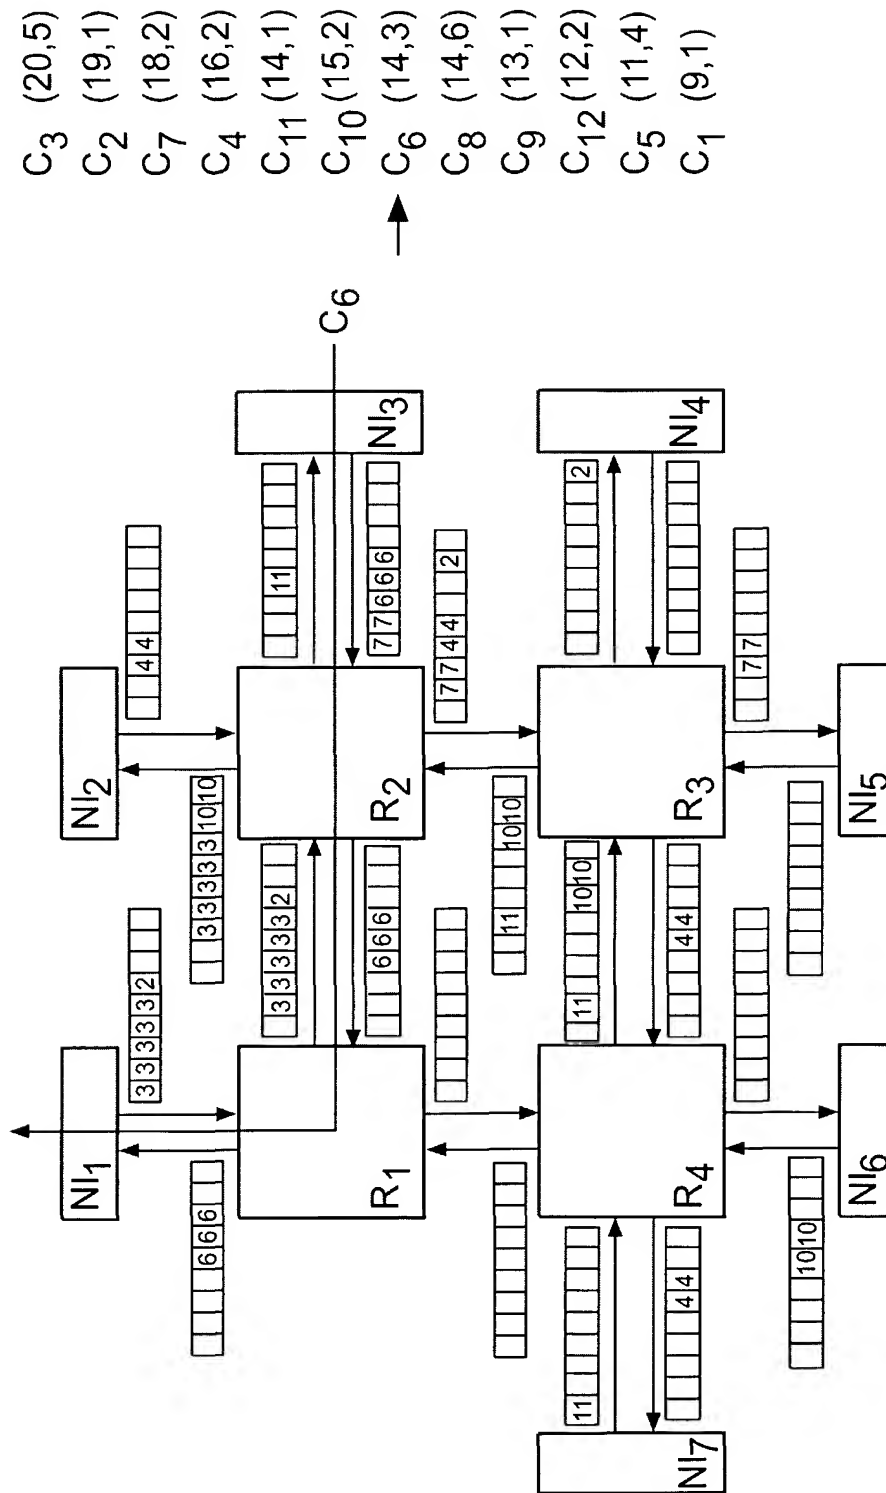 C3 (20,5)
C2 (19,1)
C7 (18,2)
C4 (16,2)
C11 (14,1)
C10 (15,2)
C6 (14,3)
C8 (14,6)
C9 (13,1)
C12 (12,2)
C5 (11,4)
C1 (9,1)
C6
NI1
NI2
NI3
NI4
NI5
NI6
NI7
R1
R2
R3
R4
3 3 3 3 3 2
4 4
6 6 6
3 3 3 3 3 10 10
3 3 3 3 3 2
6 6 6
11
7 7 6 6 6
7 7 4 4 2
11 10 10
11 10 10
4 4
2
7 7
11
4 4
10 10